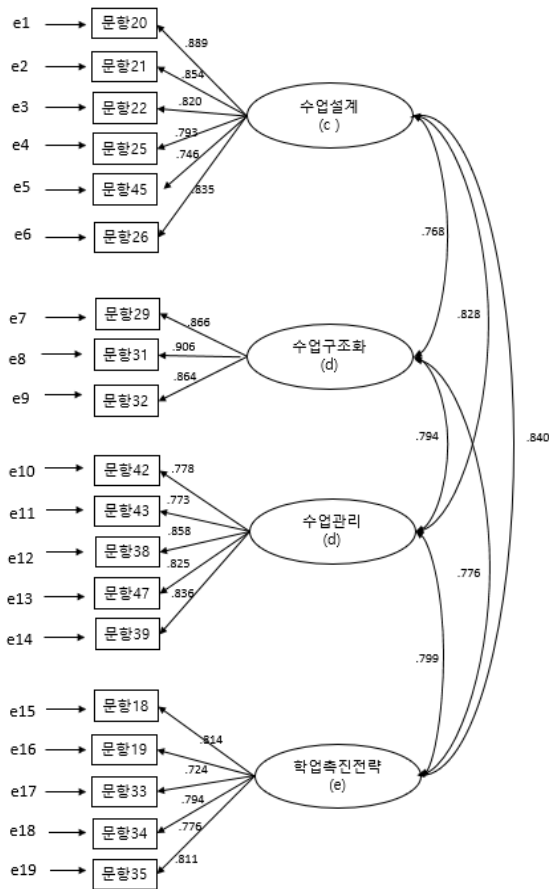 e1
문항20
.889
e2
문항21
.854
e3
문항22
.820
e4
문항25
.793
e5
문항45
.746
e6
문항26
.835
수업설계
(c )
.768
.828
e7
문항29
.866
e8
문항31
.906
e9
문항32
.864
수업구조화
(d)
.794
.840
e10
문항42
.778
e11
문항43
.773
e12
문항38
.858
e13
문항47
.825
e14
문항39
.836
수업관리
(d)
.776
.799
e15
문항18
.814
e16
문항19
.724
e17
문항33
.794
e18
문항34
.776
e19
문항35
.811
학업촉진전략
(e)